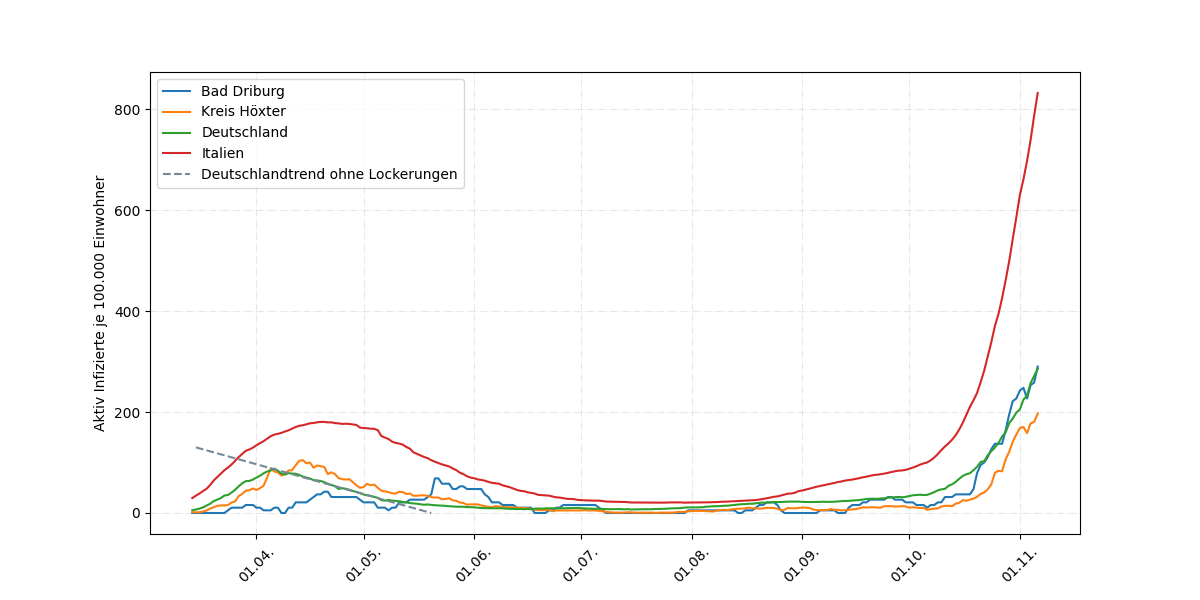 Bad Driburg
Kreis Höxter
Deutschland
Italien
Deutschlandtrend ohne Lockerungen
Aktiv Infizierte je 100.000 Einwohner
800
600
400
200
0
01.04.
01.05.
01.06.
01.07.
01.08.
01.09.
01.10.
01.11.